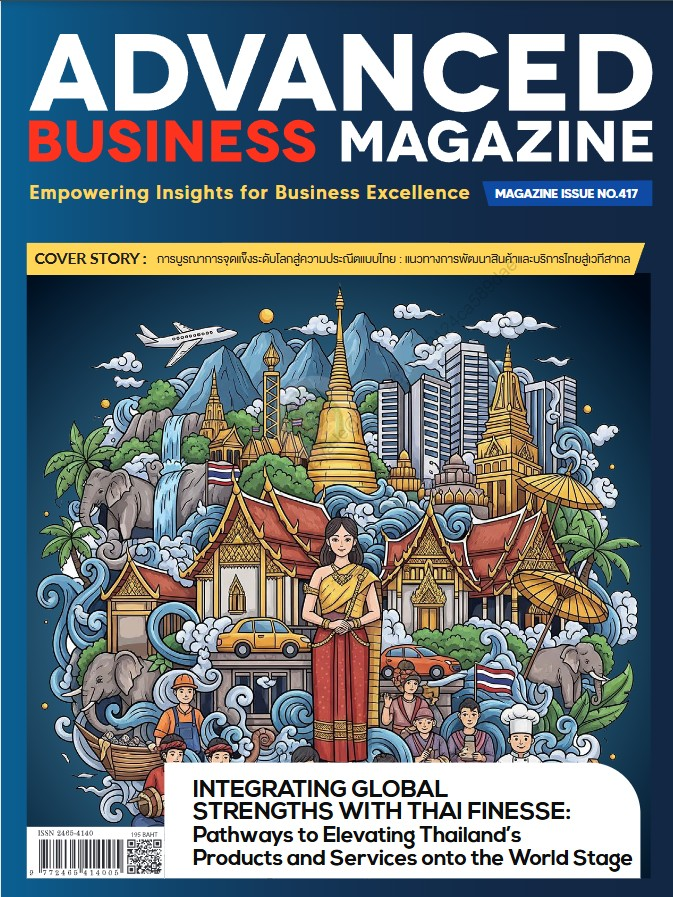 ADVANCED
BUSINESS MAGAZINE
Empowering Insights for Business Excellence
MAGAZINE ISSUE NO.417
COVER STORY : การบูรณาการจุดแข็งระดับโลกสู่ความประณีตแบบไทย : แนวทางการพัฒนาสินค้าและบริการไทยสู่เวทีสากล
INTEGRATING GLOBAL
STRENGTHS WITH THAI FINESSE:
Pathways to Elevating Thailand's
Products and Services onto the World Stage
ISSN 2465-4140
195 BAHT
9 772465 414005